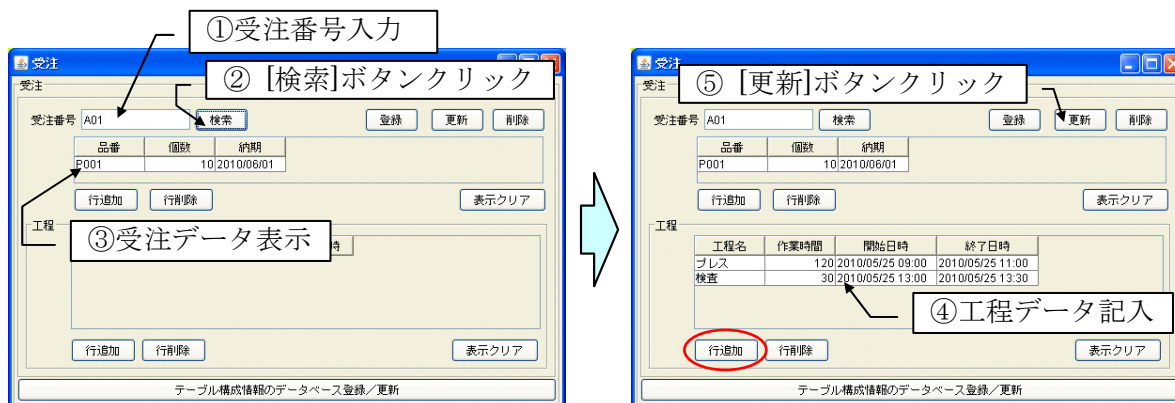 ①受注番号入力
受注
② [検索]ボタンクリック
受注
受注番号 A01 検索 登録 更新 削除
品番 個数 納期
P001 10 2010/06/01
行追加 行削除 表示クリア
工程
③受注データ表示
時
行追加 行削除 表示クリア
テーブル構成情報のデータベース登録／更新
受注
⑤ [更新]ボタンクリック
受注
受注番号 A01 検索 登録 更新 削除
品番 個数 納期
P001 10 2010/06/01
行追加 行削除 表示クリア
工程
工程名 作業時間 開始日時 終了日時
プレス 120 2010/05/25 09:00 2010/05/25 11:00
検査 30 2010/05/25 13:00 2010/05/25 13:30
④工程データ記入
行追加 行削除 表示クリア
テーブル構成情報のデータベース登録／更新